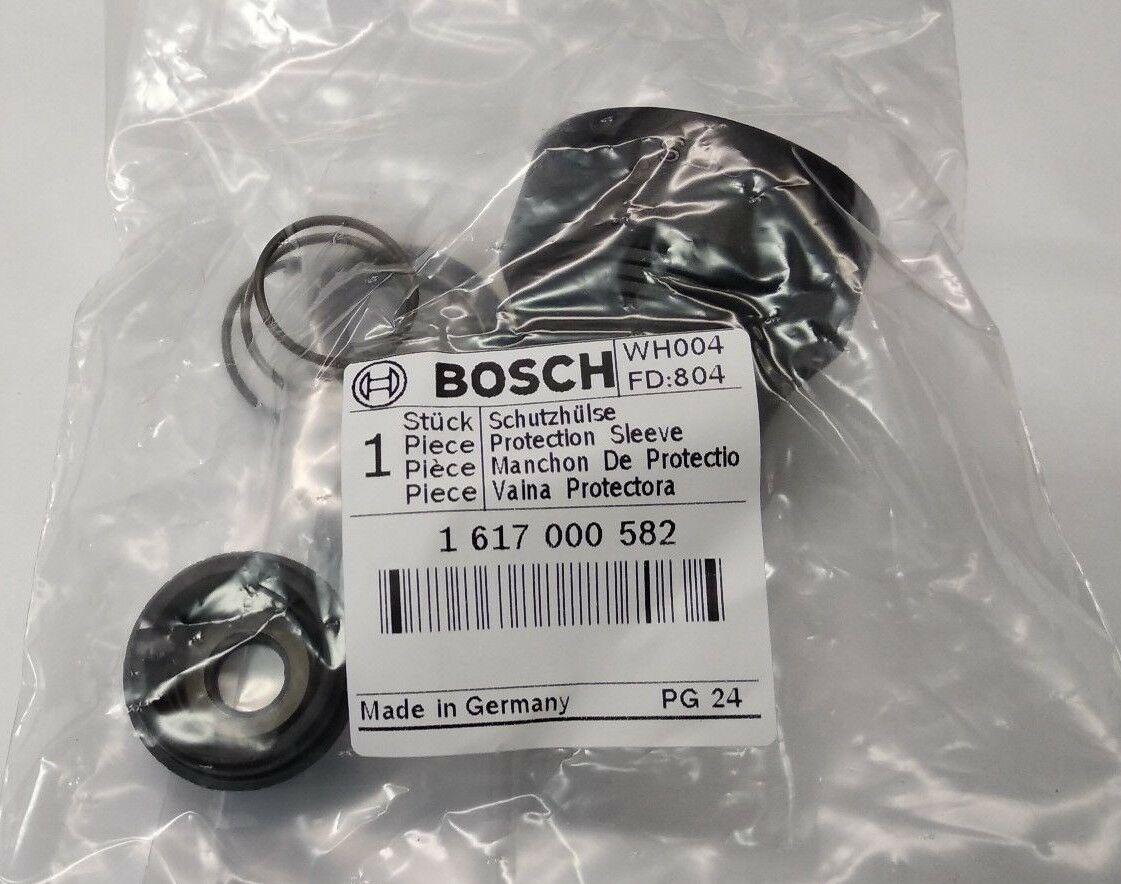 BOSCH
WH004
FD:804
1
Stück
Piece
Pièce
Piece
Schutzhülse
Protection Sleeve
Manchon De Protectio
Vaina Protectora
1 617 000 582
Made in Germany
PG 24